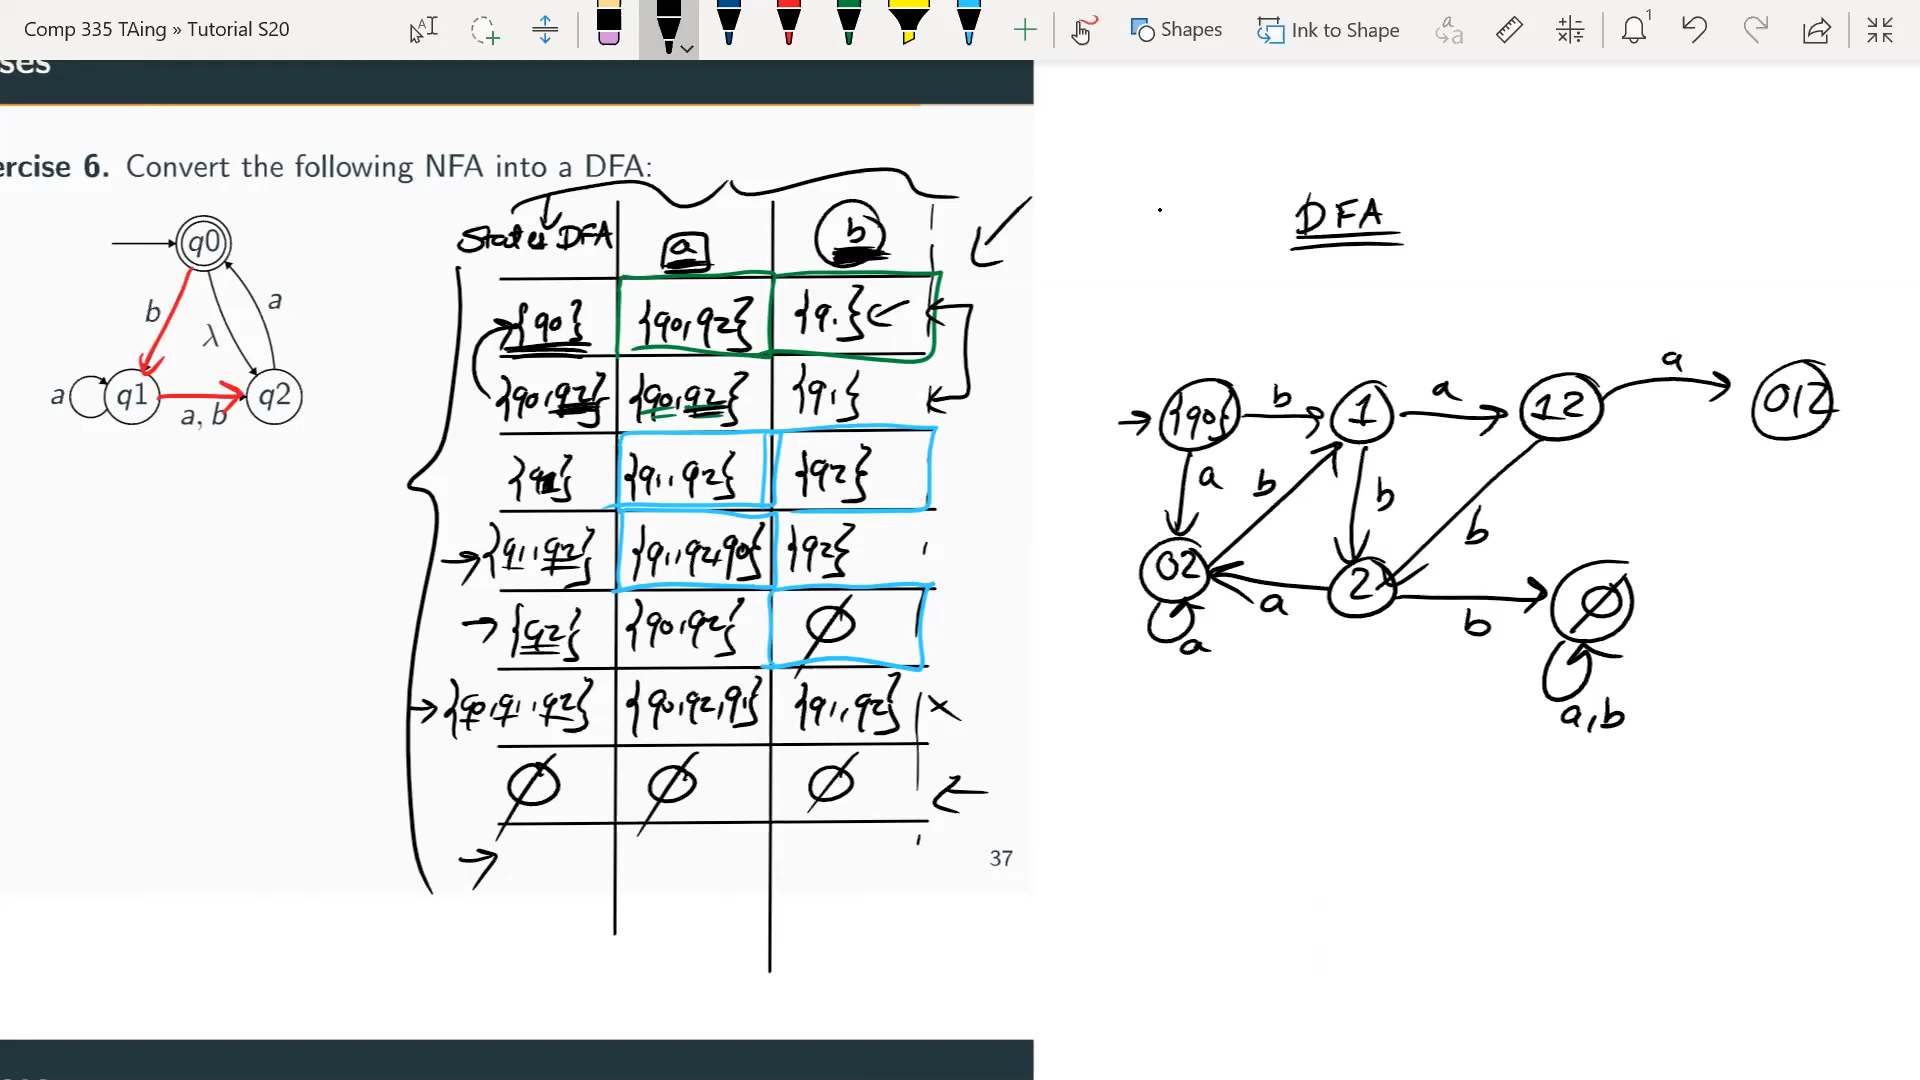 Comp 335 TAing » Tutorial S20
Shapes
Ink to Shape
1
ses
ercise 6. Convert the following NFA into a DFA:
q0
b
λ
a
a
q1
a, b
q2
States DFA
a
b
{q0}
{q0,q2}
{q1}
{q0,q2}
{q0,q2}
{q1}
{q1}
{q1,q2}
{q2}
{q1,q2}
{q1,q2,q0}
{q2}
{q2}
{q0,q2}
∅
{q0,q1,q2}
{q0,q2,q1}
{q1,q2}
∅
∅
∅
37
DFA
{q0}
b
1
a
12
a
012
a
b
b
b
02
a
2
b
∅
a
a,b